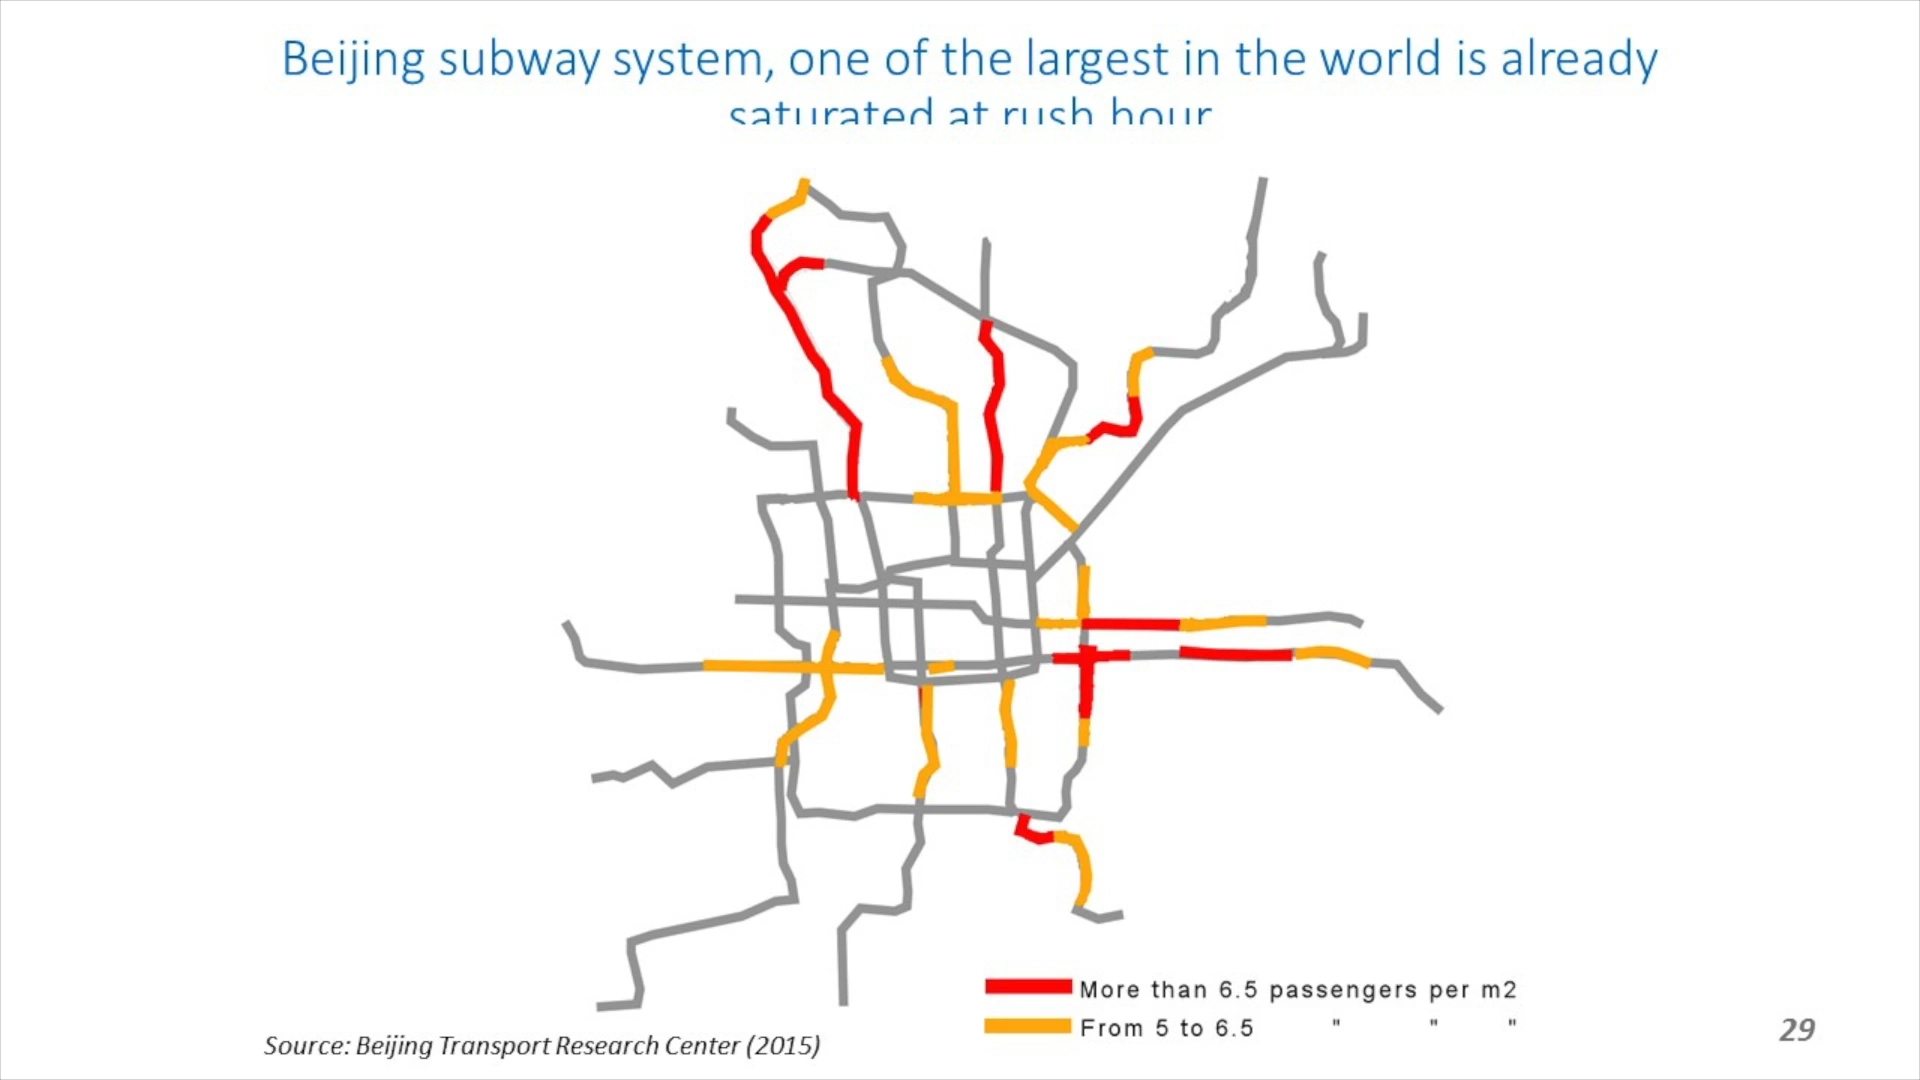 Beijing subway system, one of the largest in the world is already
saturated at rush hour
More than 6.5 passengers per m2
From 5 to 6.5 " " "
Source: Beijing Transport Research Center (2015)
29